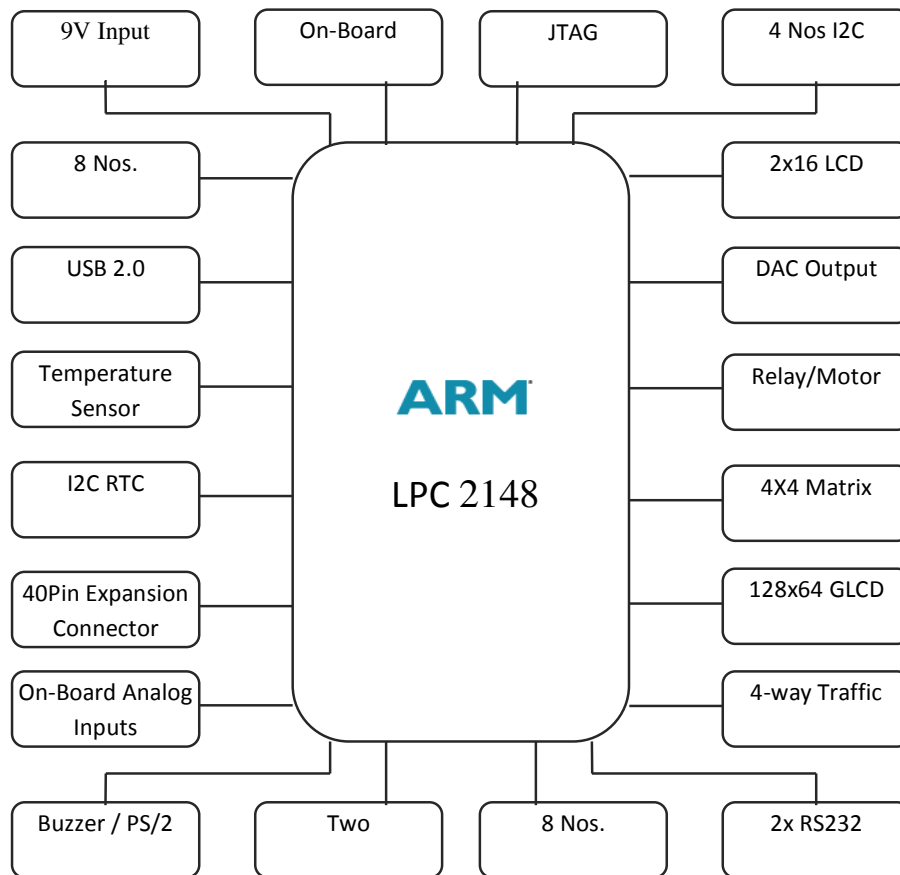 9V Input
On-Board
JTAG
4 Nos I2C
8 Nos.
2x16 LCD
USB 2.0
DAC Output
Temperature
Sensor
Relay/Motor
ARM
I2C RTC
LPC 2148
4X4 Matrix
40Pin Expansion
Connector
128x64 GLCD
On-Board Analog
Inputs
4-way Traffic
Buzzer / PS/2
Two
8 Nos.
2x RS232